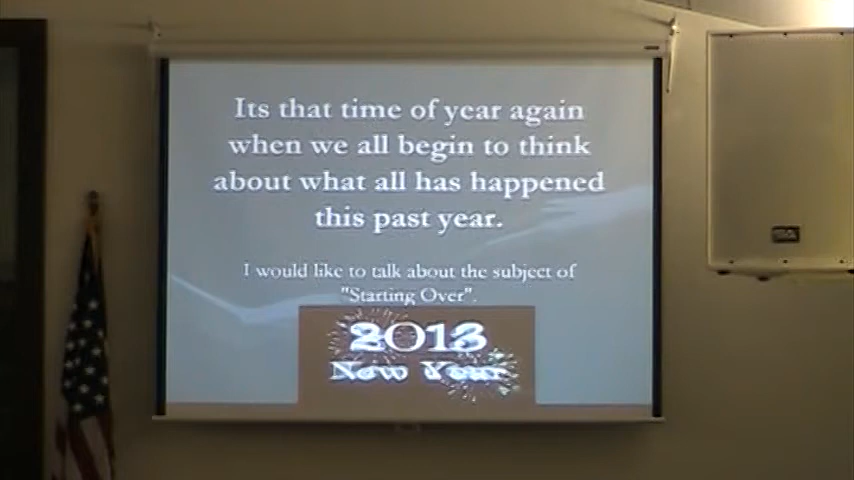 Its that time of year again
when we all begin to think
about what all has happened
this past year.
I would like to talk about the subject of
"Starting Over".
2013
New Year